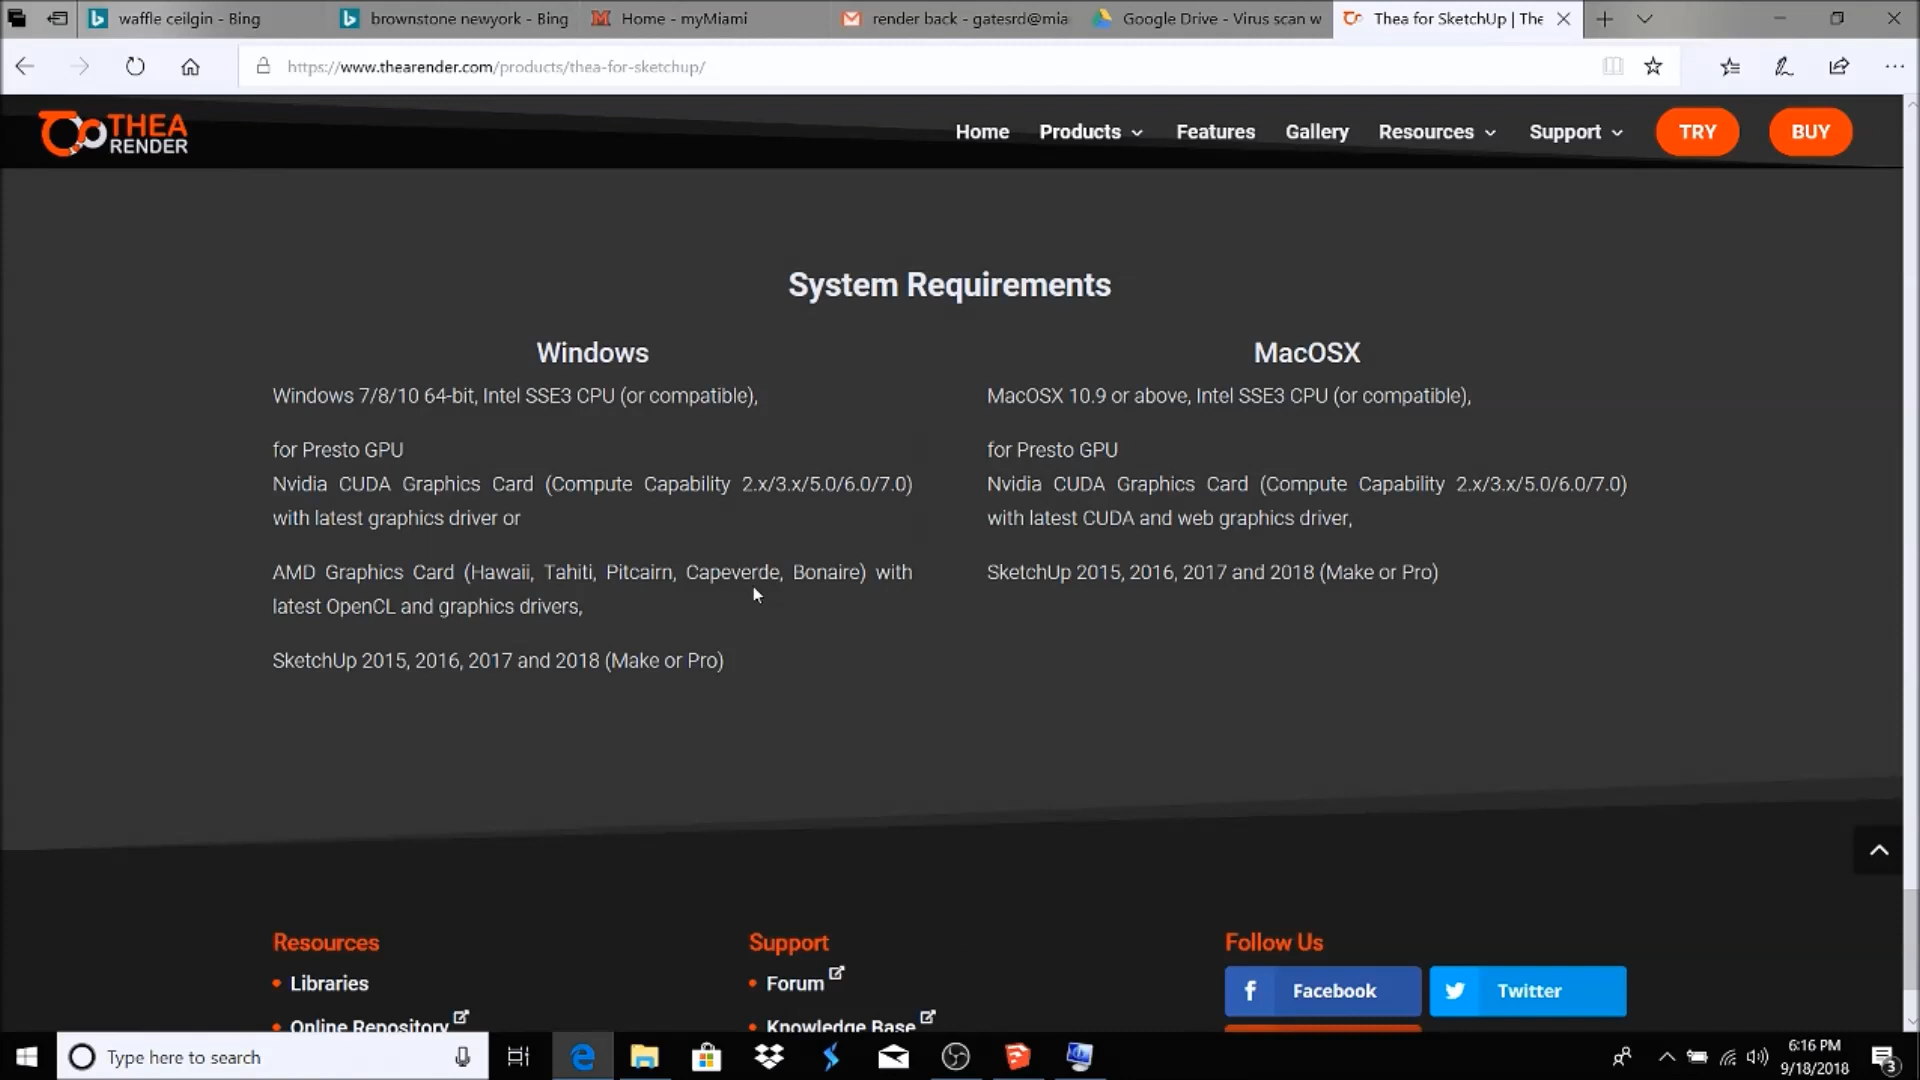 waffle ceilgin - Bing
brownstone newyork - Bing
Home - myMiami
render back - gatesrd@mia
Google Drive - Virus scan w
Thea for SketchUp | The
https://www.thearender.com/products/thea-for-sketchup/
THEA
RENDER
Home
Products
Features
Gallery
Resources
Support
TRY
BUY
System Requirements
Windows
Windows 7/8/10 64-bit, Intel SSE3 CPU (or compatible),
for Presto GPU
Nvidia CUDA Graphics Card (Compute Capability 2.x/3.x/5.0/6.0/7.0)
with latest graphics driver or
AMD Graphics Card (Hawaii, Tahiti, Pitcairn, Capeverde, Bonaire) with
latest OpenCL and graphics drivers,
SketchUp 2015, 2016, 2017 and 2018 (Make or Pro)
MacOSX
MacOSX 10.9 or above, Intel SSE3 CPU (or compatible),
for Presto GPU
Nvidia CUDA Graphics Card (Compute Capability 2.x/3.x/5.0/6.0/7.0)
with latest CUDA and web graphics driver,
SketchUp 2015, 2016, 2017 and 2018 (Make or Pro)
Resources
• Libraries
• Online Repository
Support
• Forum
• Knowledge Base
Follow Us
Facebook
Twitter
Type here to search
6:16 PM
9/18/2018
3